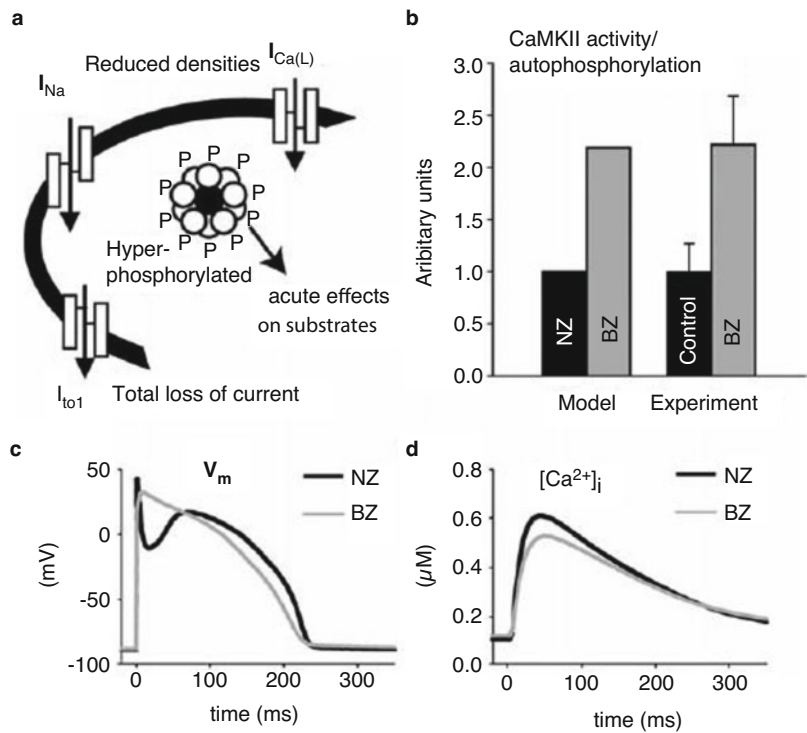 a
Reduced densities
I_Ca(L)
I_Na
P P P P P P P P P P
Hyper-
phosphorylated
acute effects
on substrates
I_to1
Total loss of current
b
CaMKII activity/
autophosphorylation
Aribitary units
3.0
2.5
2.0
1.5
1.0
0.5
0.0
NZ
BZ
Control
BZ
Model
Experiment
c
V_m
NZ
BZ
(mV)
50
0
-50
-100
0 100 200 300
time (ms)
d
[Ca²⁺]_i
NZ
BZ
(µM)
0.8
0.6
0.4
0.2
0.0
0 100 200 300
time (ms)